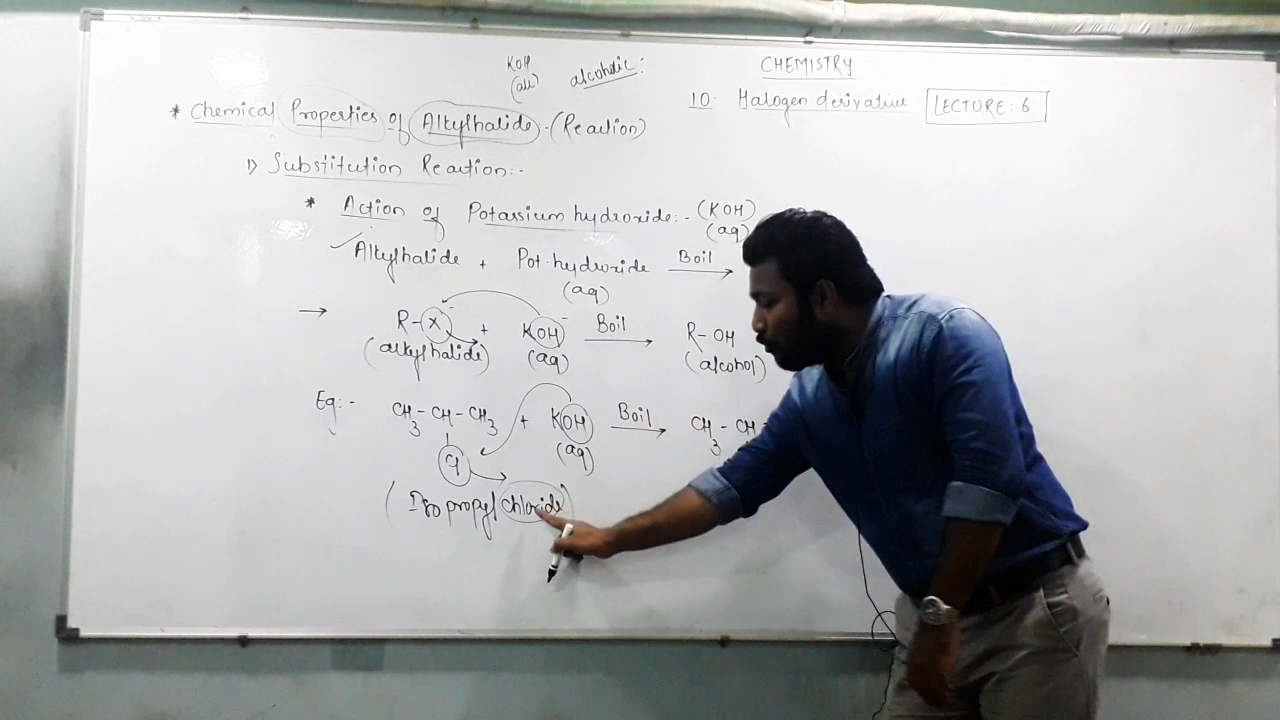 KOH
(alc) alcoholic:
CHEMISTRY
10. Halogen derivative LECTURE: 6
* Chemical Properties of Alkylhalide. (Reaction)
1) Substitution Reaction:-
* Action of Potassium hydroxide:- (KOH)
(aq)
Alkylhalide + Pot. hydroxide Boil →
(aq)
→ R-X + KOH⁻ Boil → R-OH
(alkylhalide) (aq) (alcohol)
Eg:- CH3-CH-CH3 + KOH Boil → CH3-CH-
Cl (aq)
(Isopropyl chloride)